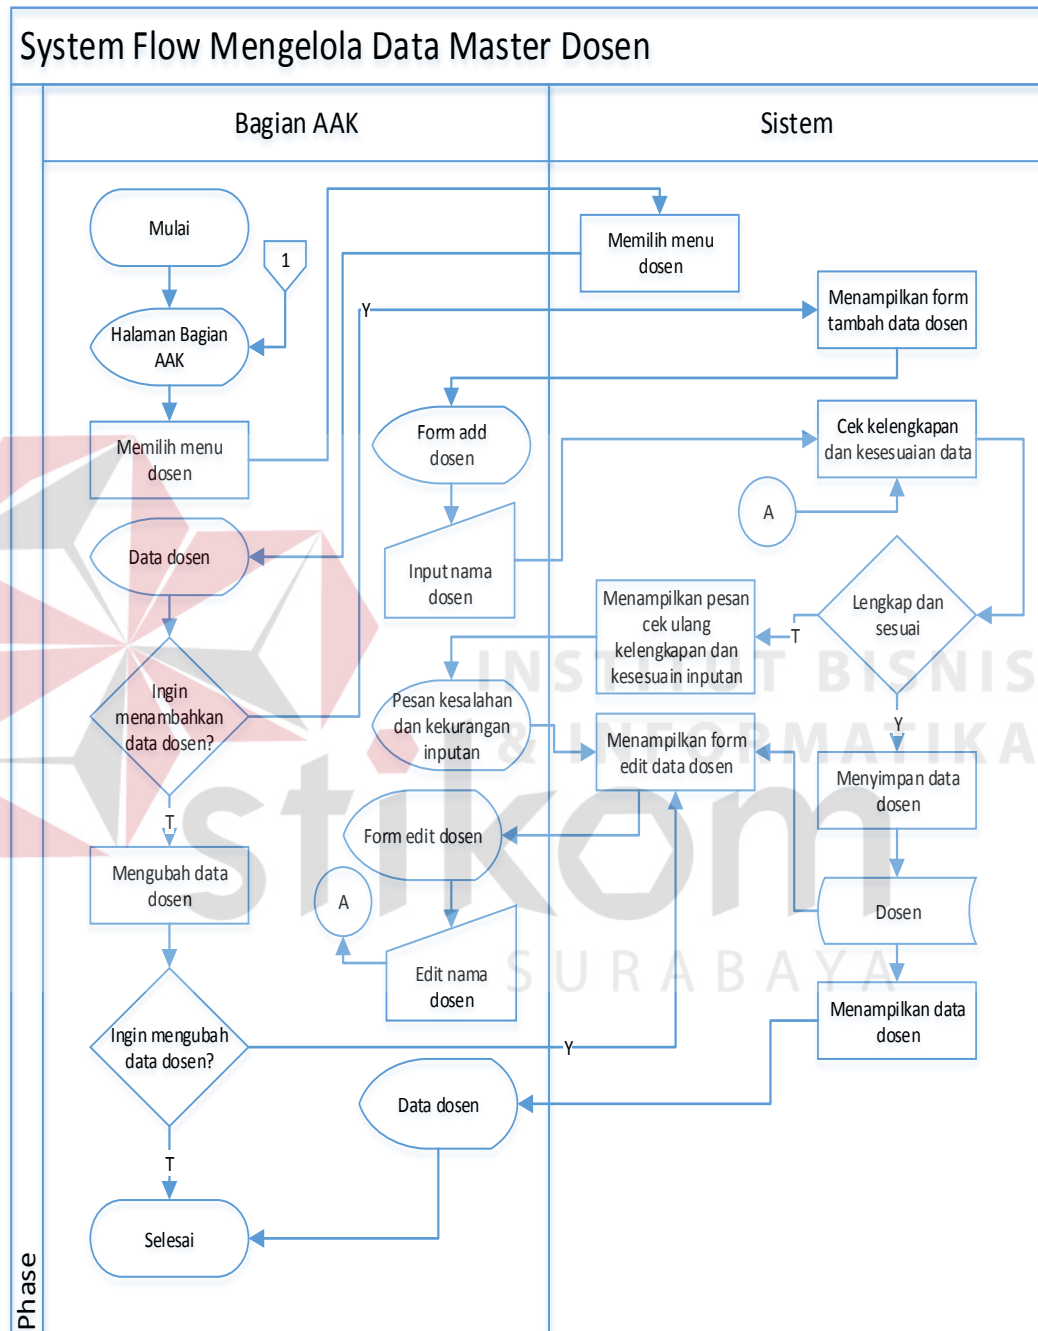 System Flow Mengelola Data Master Dosen
Bagian AAK
Sistem
Mulai
1
Memilih menu
dosen
Y
Menampilkan form
tambah data dosen
Halaman Bagian
AAK
Memilih menu
dosen
Form add
dosen
Cek kelengkapan
dan kesesuaian data
A
Data dosen
Input nama
dosen
Menampilkan pesan
cek ulang
kelengkapan dan
kesesuain inputan
T
Lengkap dan
sesuai
Ingin
menambahkan
data dosen?
Pesan kesalahan
dan kekurangan
inputan
Menampilkan form
edit data dosen
Y
Menyimpan data
dosen
T
Form edit dosen
Mengubah data
dosen
A
Dosen
Edit nama
dosen
Menampilkan data
dosen
Ingin mengubah
data dosen?
Y
Data dosen
T
Selesai
Phase
INSTITUT BISNIS
& INFORMATIKA
stikom
SURABAYA